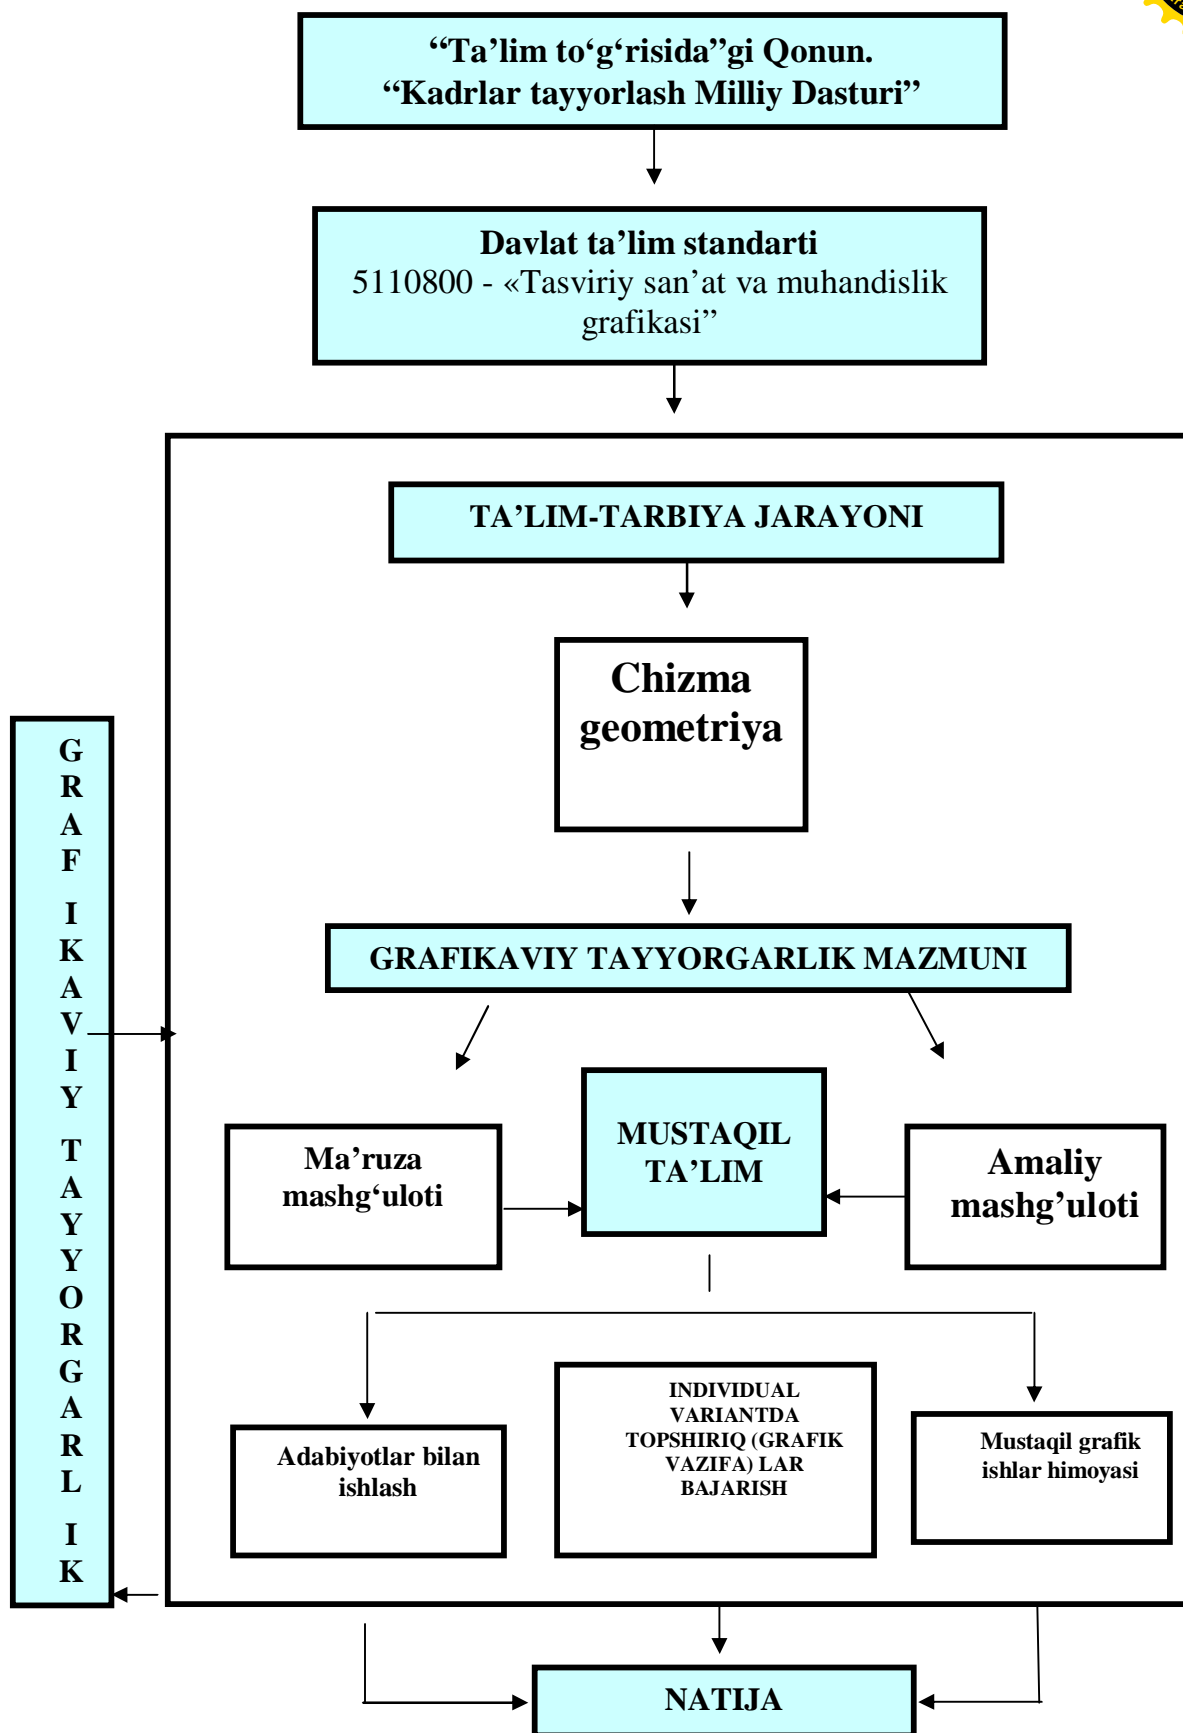 “Ta’lim to‘g‘risida”gi Qonun.
“Kadrlar tayyorlash Milliy Dasturi”
Davlat ta’lim standarti
5110800 - «Tasviriy san’at va muhandislik
grafikasi”
TA’LIM-TARBIYA JARAYONI
Chizma
geometriya
G
R
A
F
I
K
A
V
I
Y
T
A
Y
Y
O
R
G
A
R
L
I
K
GRAFIKAVIY TAYYORGARLIK MAZMUNI
Ma’ruza
mashg‘uloti
MUSTAQIL
TA’LIM
Amaliy
mashg’uloti
Adabiyotlar bilan
ishlash
INDIVIDUAL
VARIANTDA
TOPSHIRIQ (GRAFIK
VAZIFA) LAR
BAJARISH
Mustaqil grafik
ishlar himoyasi
NATIJA